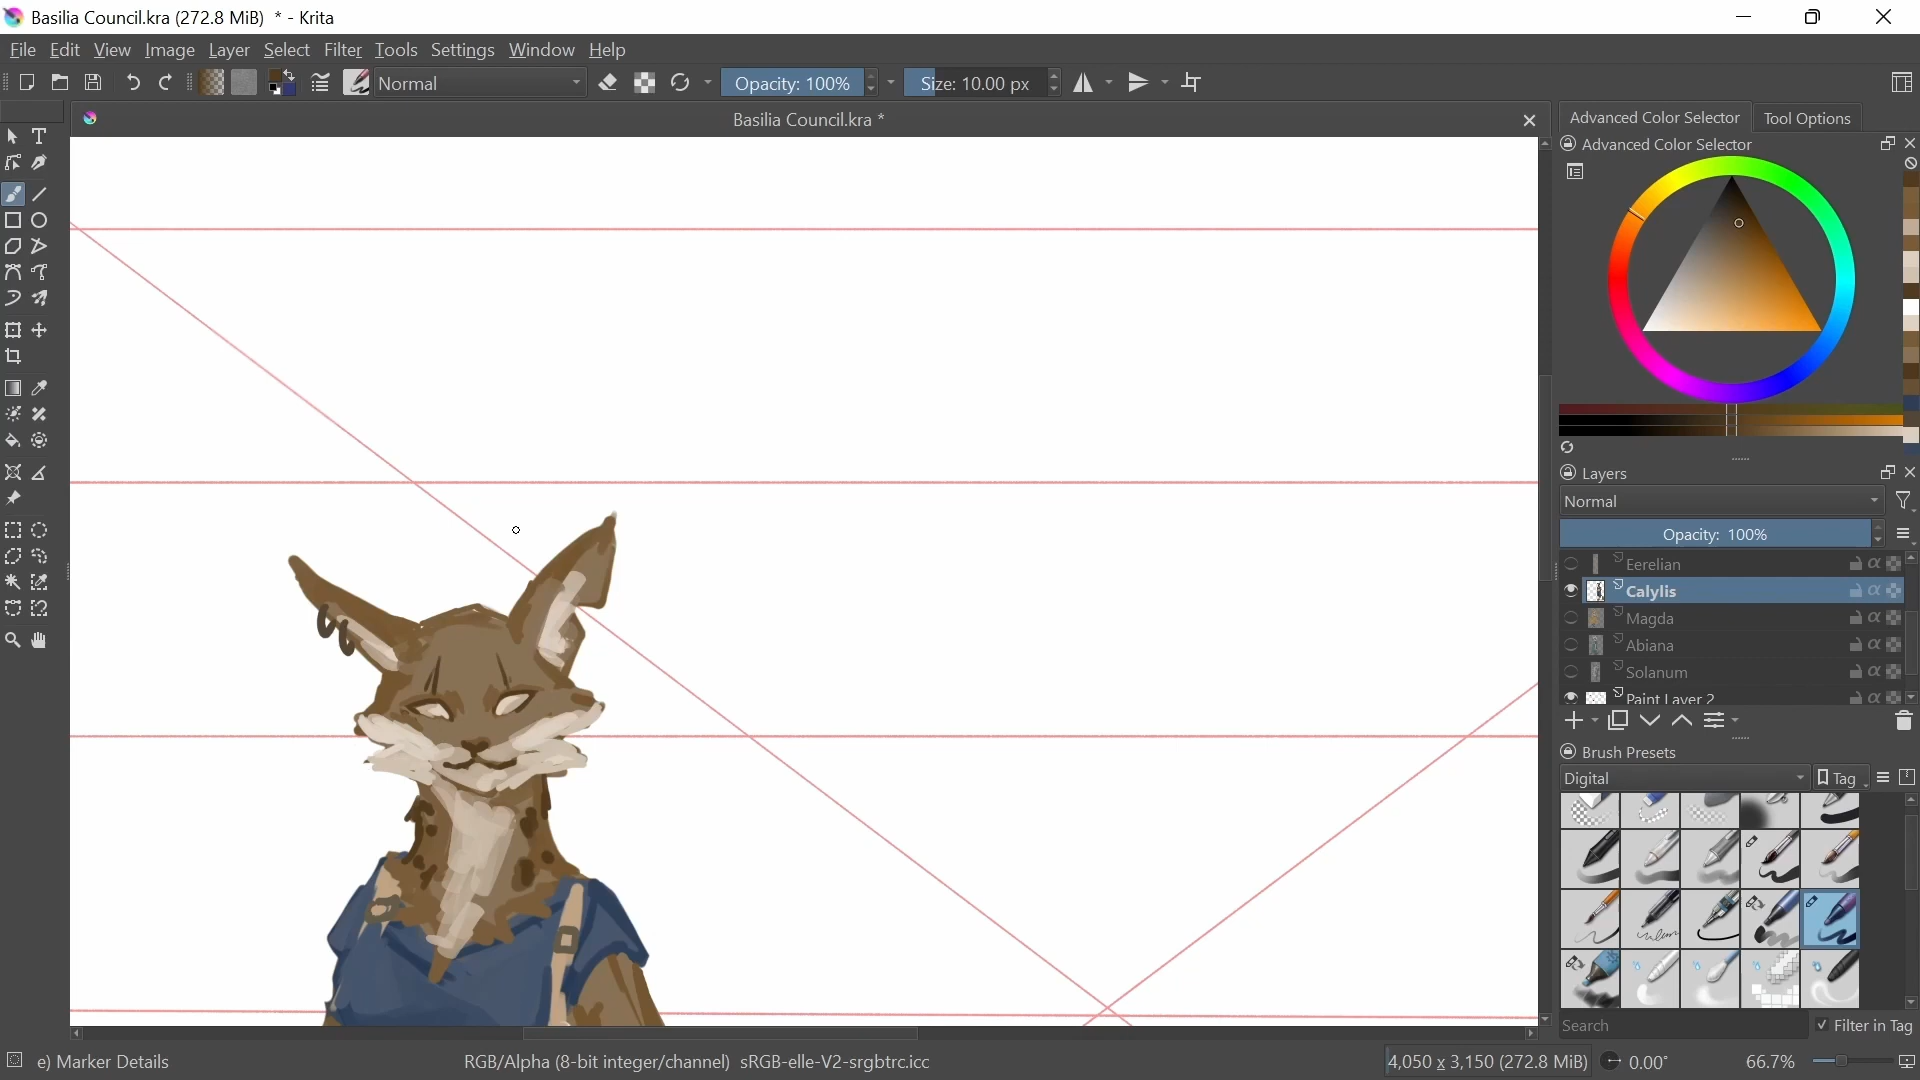 Basilia Council.kra (272.8 MiB)  * - Krita
File Edit View Image Layer Select Filter Tools Settings Window Help
Normal
Opacity: 100%
Size: 10.00 px
Basilia Council.kra *
Advanced Color Selector
Tool Options
Advanced Color Selector
Layers
Normal
Opacity: 100%
Eerelian
Calylis
Magda
Abiana
Solanum
Paint Layer 2
Brush Presets
Digital
Tag
Search
Filter in Tag
e) Marker Details
RGB/Alpha (8-bit integer/channel)  sRGB-elle-V2-srgbtrc.icc
4,050 x 3,150 (272.8 MiB)
0.00°
66.7%